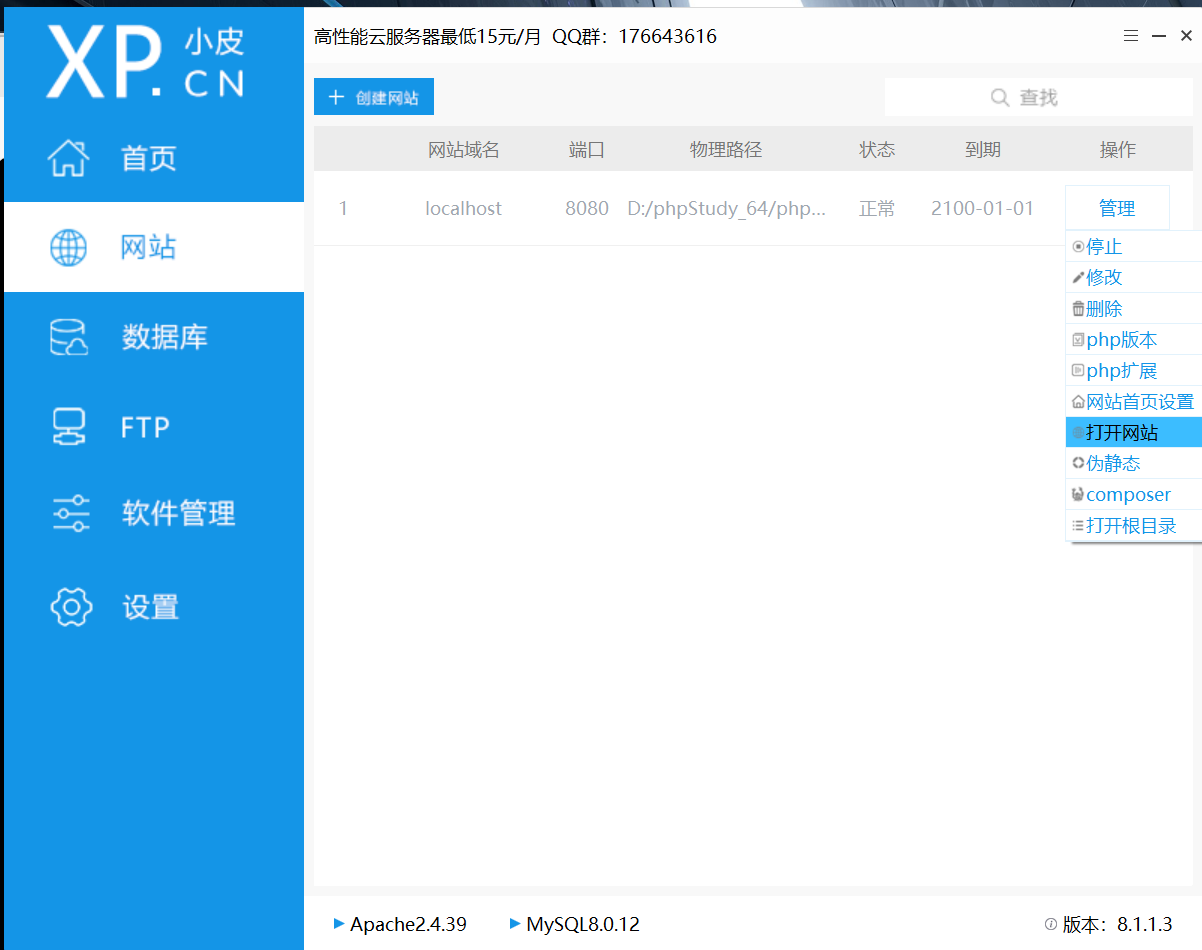 XP.小皮
CN
高性能云服务器最低15元/月 QQ群：176643616
首页
网站
数据库
FTP
软件管理
设置
+ 创建网站
查找
网站域名 端口 物理路径 状态 到期 操作
1 localhost 8080 D:/phpStudy_64/php... 正常 2100-01-01 管理
停止
修改
删除
php版本
php扩展
网站首页设置
打开网站
伪静态
composer
打开根目录
Apache2.4.39 MySQL8.0.12 版本：8.1.1.3